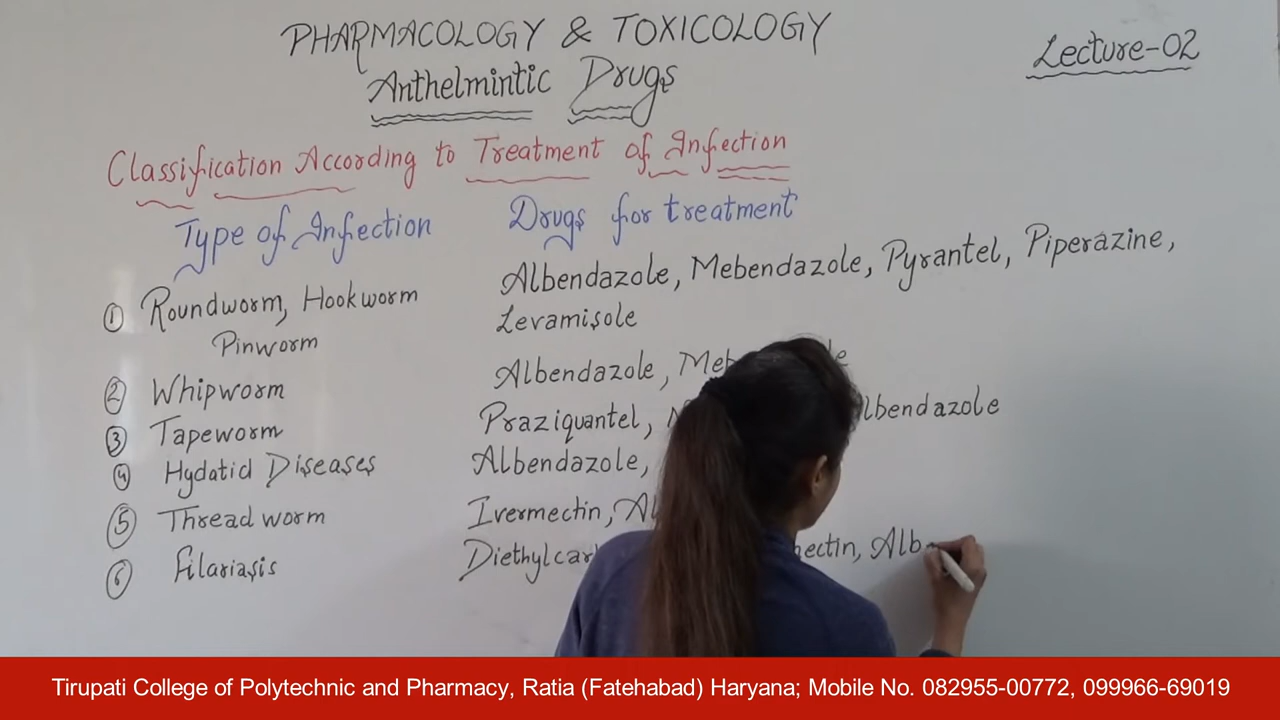 PHARMACOLOGY & TOXICOLOGY
Lecture-02
Anthelmintic Drugs
Classification According to Treatment of Infection
Type of Infection Drugs for treatment
① Roundworm, Hookworm Albendazole, Mebendazole, Pyrantel, Piperazine,
Pinworm Levamisole
② Whipworm Albendazole,
③ Tapeworm Praziquantel, Albendazole
④ Hydatid Diseases Albendazole,
⑤ Thread worm Ivermectin,
⑥ filariasis
Tirupati College of Polytechnic and Pharmacy, Ratia (Fatehabad) Haryana; Mobile No. 082955-00772, 099966-69019